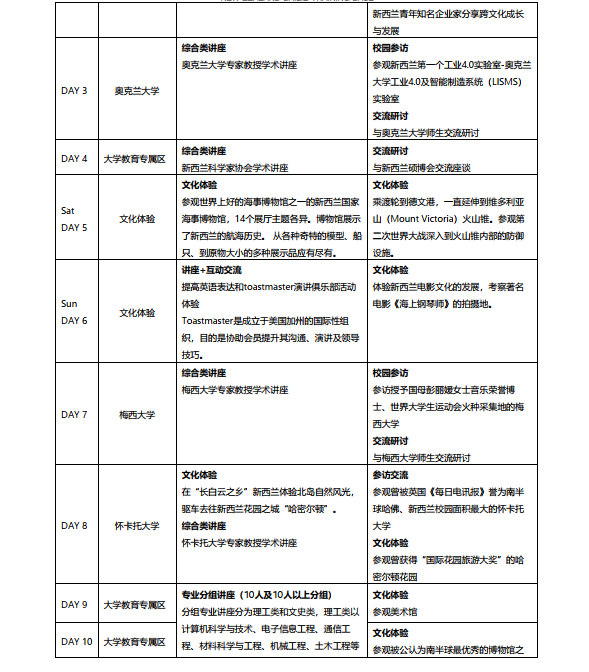 新西兰青年知名企业家分享跨文化成长
与发展
DAY 3
奥克兰大学
综合类讲座
奥克兰大学专家教授学术讲座
校园参访
参观新西兰第一个工业4.0实验室-奥克兰
大学工业4.0及智能制造系统（LISMS）
实验室
交流研讨
与奥克兰大学师生交流研讨
DAY 4
大学教育专属区
综合类讲座
新西兰科学家协会学术讲座
交流研讨
与新西兰硕博会交流座谈
Sat
DAY 5
文化体验
文化体验
参观世界上好的海事博物馆之一的新西兰国家
海事博物馆，14个展厅主题各异。博物馆展示
了新西兰的航海历史。 从各种奇特的模型、船
只、到原物大小的多种展示品应有尽有。
文化体验
乘渡轮到德文港，一直延伸到维多利亚
山（Mount Victoria）火山锥。参观第
二次世界大战深入到火山锥内部的防御
设施。
Sun
DAY 6
文化体验
讲座+互动交流
提高英语表达和toastmaster演讲俱乐部活动
体验
Toastmaster是成立于美国加州的国际性组
织，目的是协助会员提升其沟通、演讲及领导
技巧。
文化体验
体验新西兰电影文化的发展，考察著名
电影《海上钢琴师》的拍摄地。
DAY 7
梅西大学
综合类讲座
梅西大学专家教授学术讲座
校园参访
参访授予国母彭丽媛女士音乐荣誉博
士、世界大学生运动会火种采集地的梅
西大学
交流研讨
与梅西大学师生交流研讨
DAY 8
怀卡托大学
文化体验
在“长白云之乡”新西兰体验北岛自然风光，
驱车去往新西兰花园之城“哈密尔顿”。
综合类讲座
怀卡托大学专家教授学术讲座
参访交流
参观曾被英国《每日电讯报》誉为南半
球哈佛、新西兰校园面积最大的怀卡托
大学
文化体验
参观曾获得“国际花园旅游大奖”的哈
密尔顿花园
DAY 9
大学教育专属区
专业分组讲座（10人及10人以上分组）
分组专业讲座分为理工类和文史类，理工类以
计算机科学与技术、电子信息工程、通信工
程、材料科学与工程、机械工程、土木工程等
文化体验
参观美术馆
DAY 10
大学教育专属区
文化体验
参观被公认为南半球最优秀的博物馆之